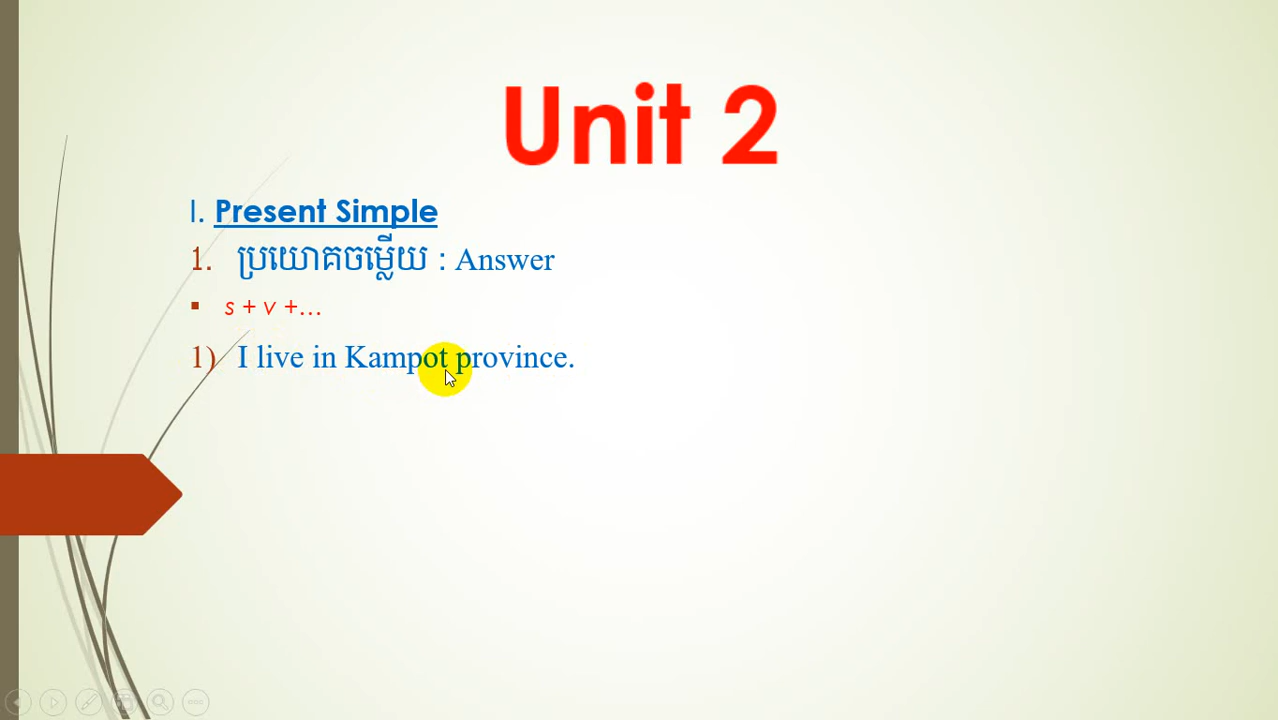 Unit 2
I. Present Simple
1. ប្រយោគចម្លើយ : Answer
▪ s + v +…
1) I live in Kampot province.